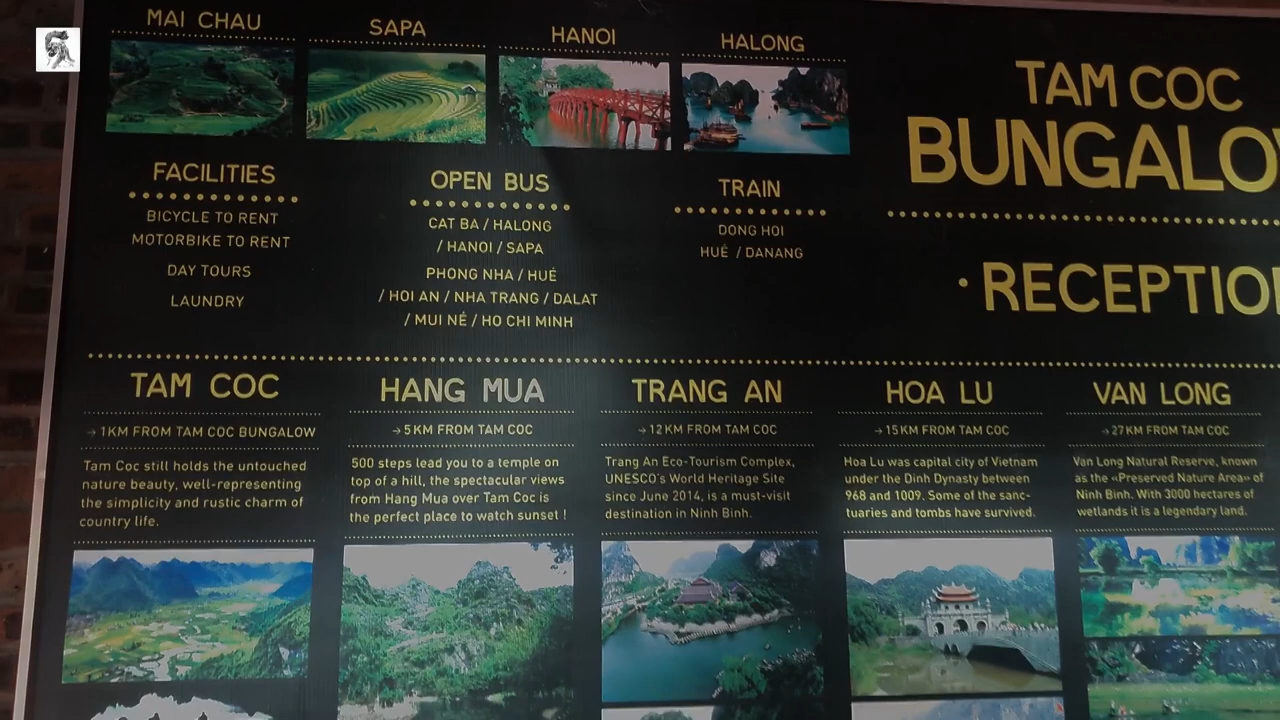 MAI CHAU
SAPA
HANOI
HALONG
TAM COC
FACILITIES
BICYCLE TO RENT
MOTORBIKE TO RENT
DAY TOURS
LAUNDRY
OPEN BUS
CAT BA / HALONG
/ HANOI / SAPA
PHONG NHA / HUÉ
/ HOI AN / NHA TRANG / DALAT
/ MUI NÉ / HO CHI MINH
TRAIN
DONG HOI
HUÉ / DANANG
TAM COC
→ 1KM FROM TAM COC BUNGALOW
Tam Coc still holds the untouched
nature beauty, well-representing
the simplicity and rustic charm of
country life.
HANG MUA
→ 5KM FROM TAM COC
500 steps lead you to a temple on
top of a hill, the spectacular views
from Hang Mua over Tam Coc is
the perfect place to watch sunset !
TRANG AN
→ 12KM FROM TAM COC
Trang An Eco-Tourism Complex,
UNESCO's World Heritage Site
since June 2014, is a must-visit
destination in Ninh Binh.
HOA LU
→ 15KM FROM TAM COC
Hoa Lu was capital city of Vietnam
under the Dinh Dynasty between
968 and 1009. Some of the sanc-
tuaries and tombs have survived.
VAN LONG
→ 27KM FROM TAM COC
Van Long Natural Reserve, known
as the «Preserved Nature Area» of
Ninh Binh. With 3000 hectares of
wetlands it is a legendary land.